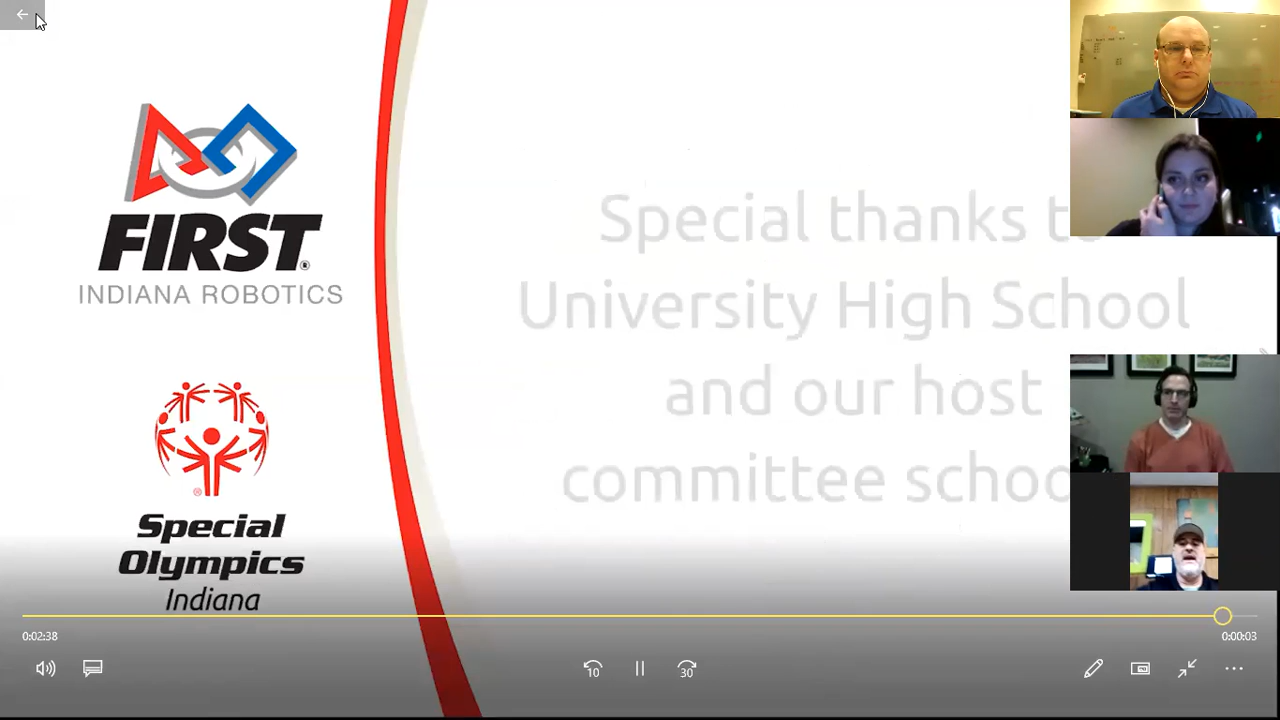 FIRST
INDIANA ROBOTICS
Special
Olympics
Indiana
Special thanks t
University High School
and our host
committee schoo
0:02:38
0:00:03
10
30